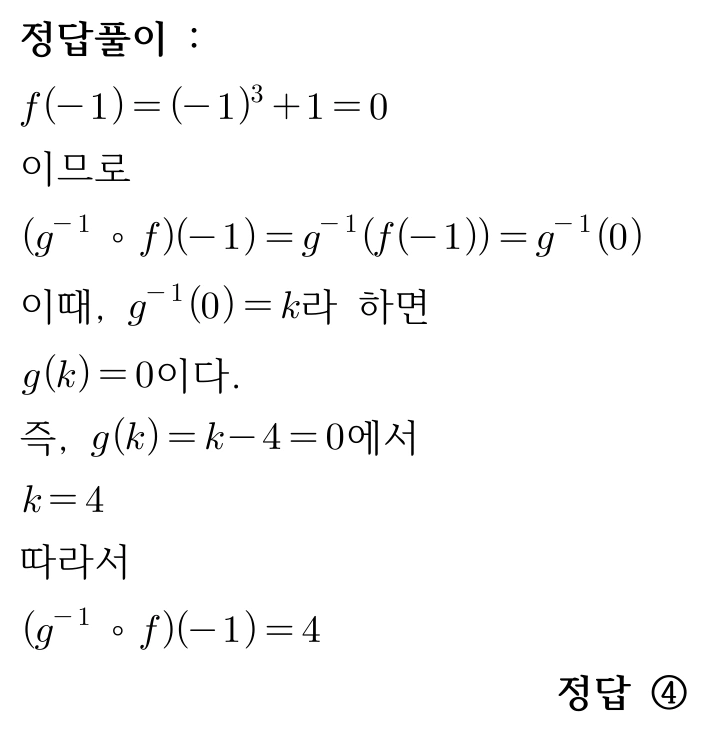 정답풀이 :
f(−1)=(−1)³+1=0
이므로
(g⁻¹ ∘ f)(−1)=g⁻¹(f(−1))=g⁻¹(0)
이때, g⁻¹(0)=k라 하면
g(k)=0이다.
즉, g(k)=k−4=0에서
k=4
따라서
(g⁻¹ ∘ f)(−1)=4
정답 ④